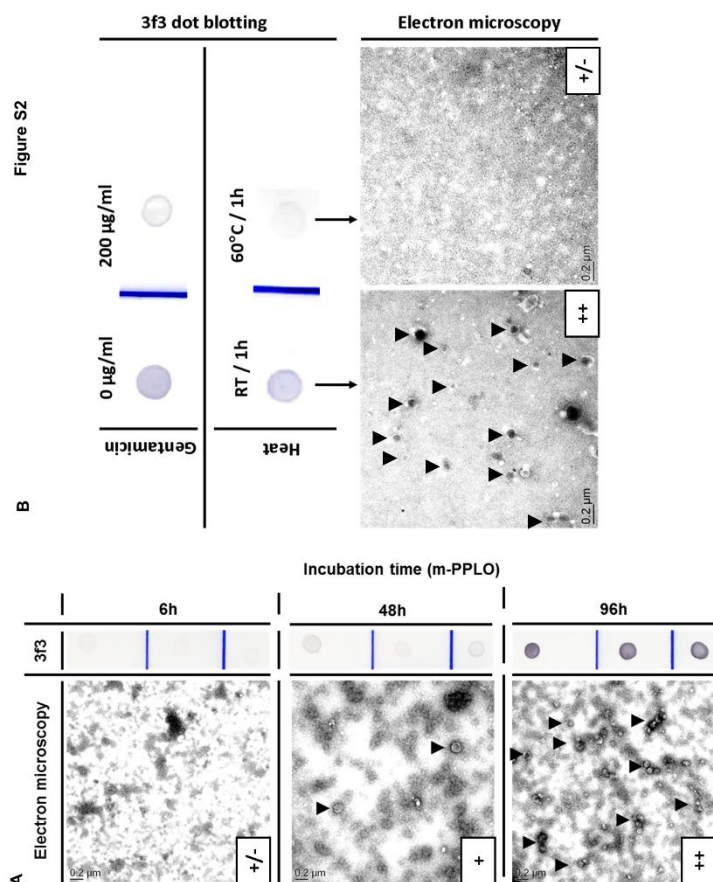 Figure S2
A
Incubation time (m-PPLO)
6h
48h
96h
3f3
Electron microscopy
0.2 µm
+/-
0.2 µm
+
0.2 µm
++
B
3f3 dot blotting
Gentamicin
0 µg/ml
200 µg/ml
Heat
RT / 1h
60°C / 1h
Electron microscopy
0.2 µm
++
0.2 µm
+/-